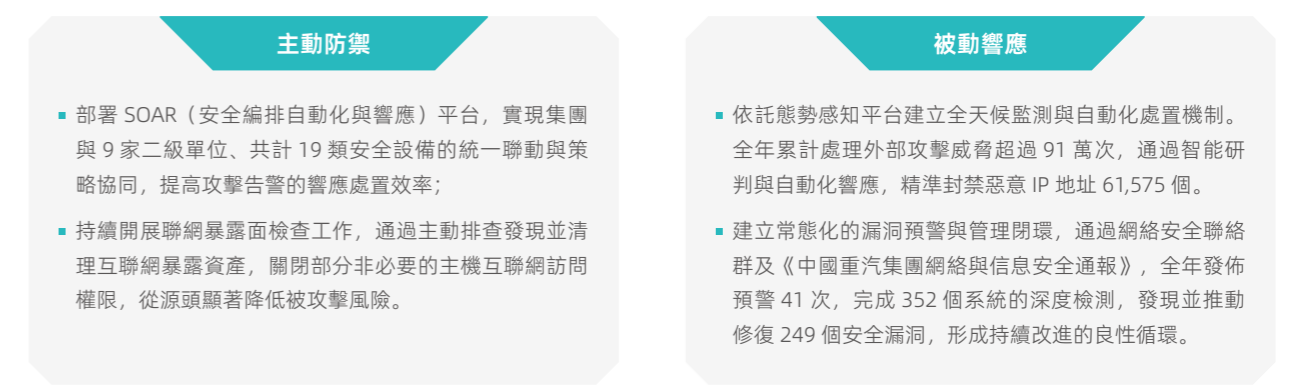 主動防禦
部署 SOAR（安全編排自動化與響應）平台，實現集團
與 9 家二級單位、共計 19 類安全設備的統一聯動與策
略協同，提高攻擊告警的響應處置效率；
持續開展聯網暴露面檢查工作，通過主動排查發現並清
理互聯網暴露資產，關閉部分非必要的主機互聯網訪問
權限，從源頭顯著降低被攻擊風險。
被動響應
依託態勢感知平台建立全天候監測與自動化處置機制。
全年累計處理外部攻擊威脅超過 91 萬次，通過智能研
判與自動化響應，精準封禁惡意 IP 地址 61,575 個。
建立常態化的漏洞預警與管理閉環，通過網絡安全聯絡
群及《中國重汽集團網絡與信息安全通報》，全年發佈
預警 41 次，完成 352 個系統的深度檢測，發現並推動
修復 249 個安全漏洞，形成持續改進的良性循環。